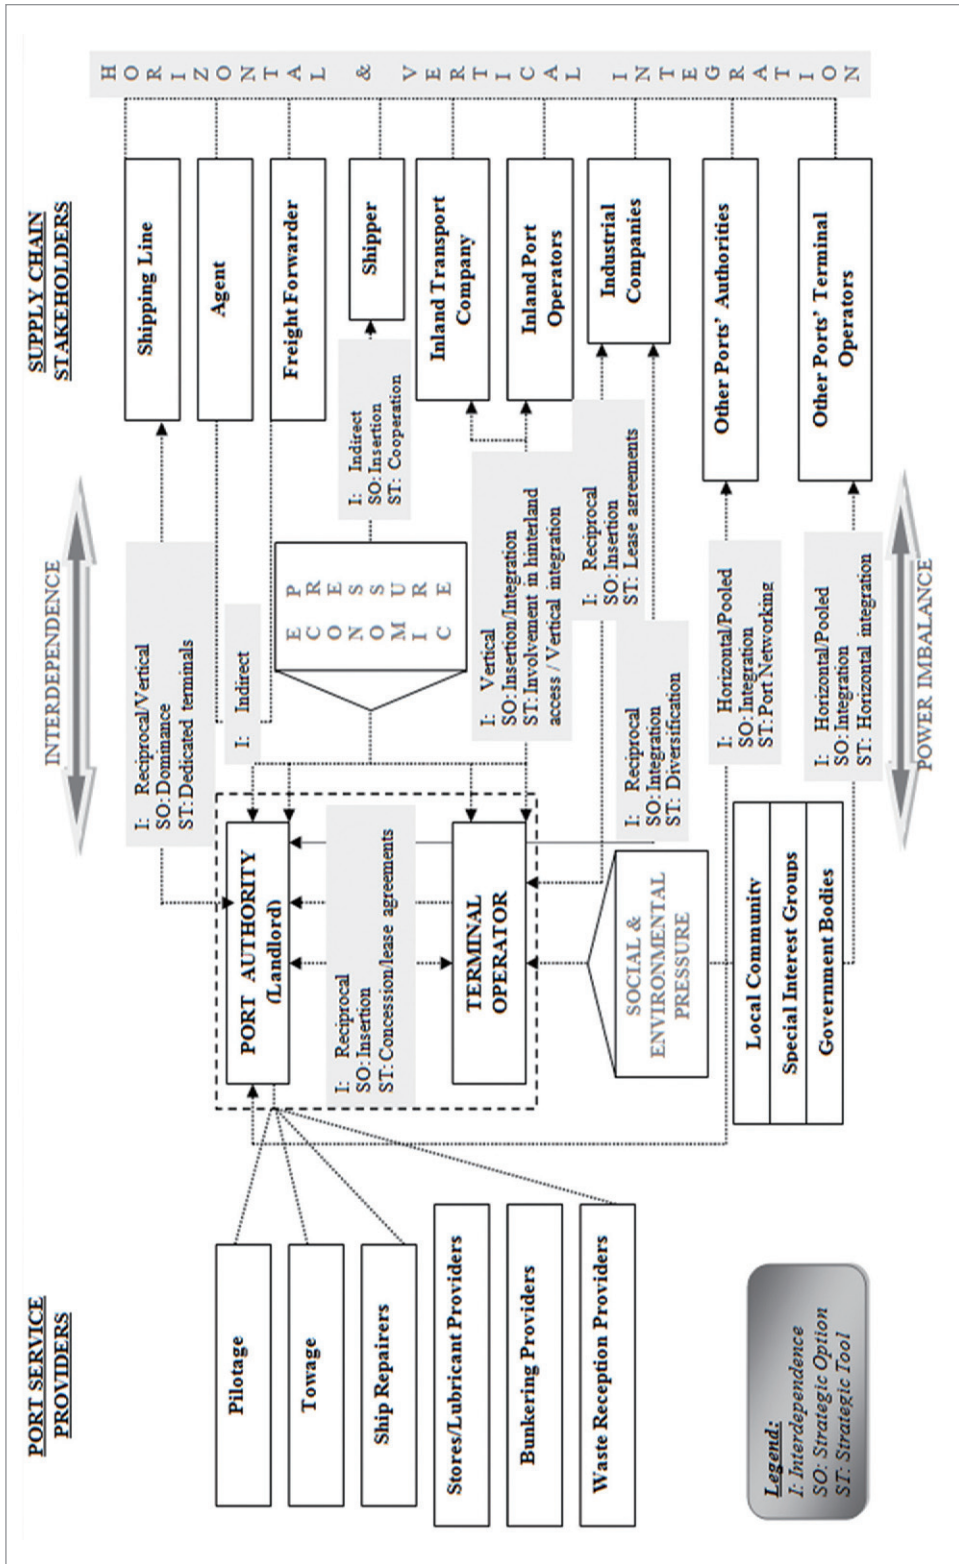 PORT SERVICE
PROVIDERS
Pilotage
Towage
Ship Repairers
Stores/Lubricant Providers
Bunkering Providers
Waste Reception Providers
Legend:
I: Interdependence
SO: Strategic Option
ST: Strategic Tool
INTERDEPENDENCE
I: Reciprocal/Vertical
SO: Dominance
ST: Dedicated terminals
I: Indirect
PORT AUTHORITY
(Landlord)
I: Reciprocal
SO: Insertion
ST: Concession/lease agreements
TERMINAL
OPERATOR
E P
C R
O E
N S
O S
M U
I R
C E
I: Indirect
SO: Insertion
ST: Cooperation
I: Vertical
SO: Insertion/Integration
ST: Involvement in hinterland
access / Vertical integration
I: Reciprocal
SO: Insertion
ST: Lease agreements
I: Reciprocal
SO: Integration
ST: Diversification
SOCIAL &
ENVIRONMENTAL
PRESSURE
I: Horizontal/Pooled
SO: Integration
ST: Port Networking
Local Community
Special Interest Groups
Government Bodies
I: Horizontal/Pooled
SO: Integration
ST: Horizontal integration
POWER IMBALANCE
SUPPLY CHAIN
STAKEHOLDERS
Shipping Line
Agent
Freight Forwarder
Shipper
Inland Transport
Company
Inland Port
Operators
Industrial
Companies
Other Ports' Authorities
Other Ports' Terminal
Operators
H O R I Z O N T A L & V E R T I C A L I N T E G R A T I O N